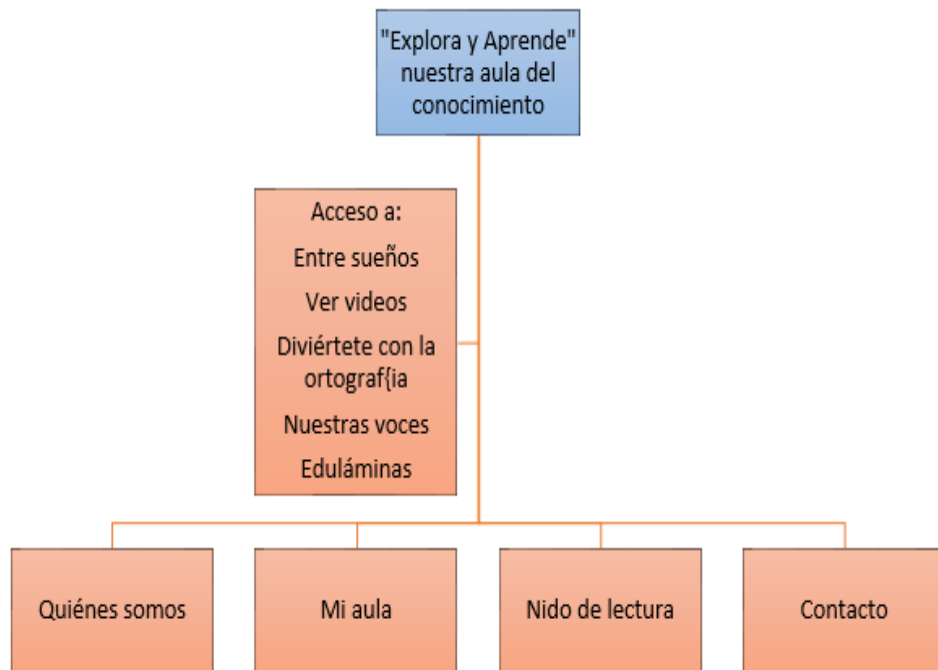 "Explora y Aprende"
nuestra aula del
conocimiento
Acceso a:
Entre sueños
Ver videos
Diviértete con la
ortograf{ia
Nuestras voces
Eduláminas
Quiénes somos
Mi aula
Nido de lectura
Contacto